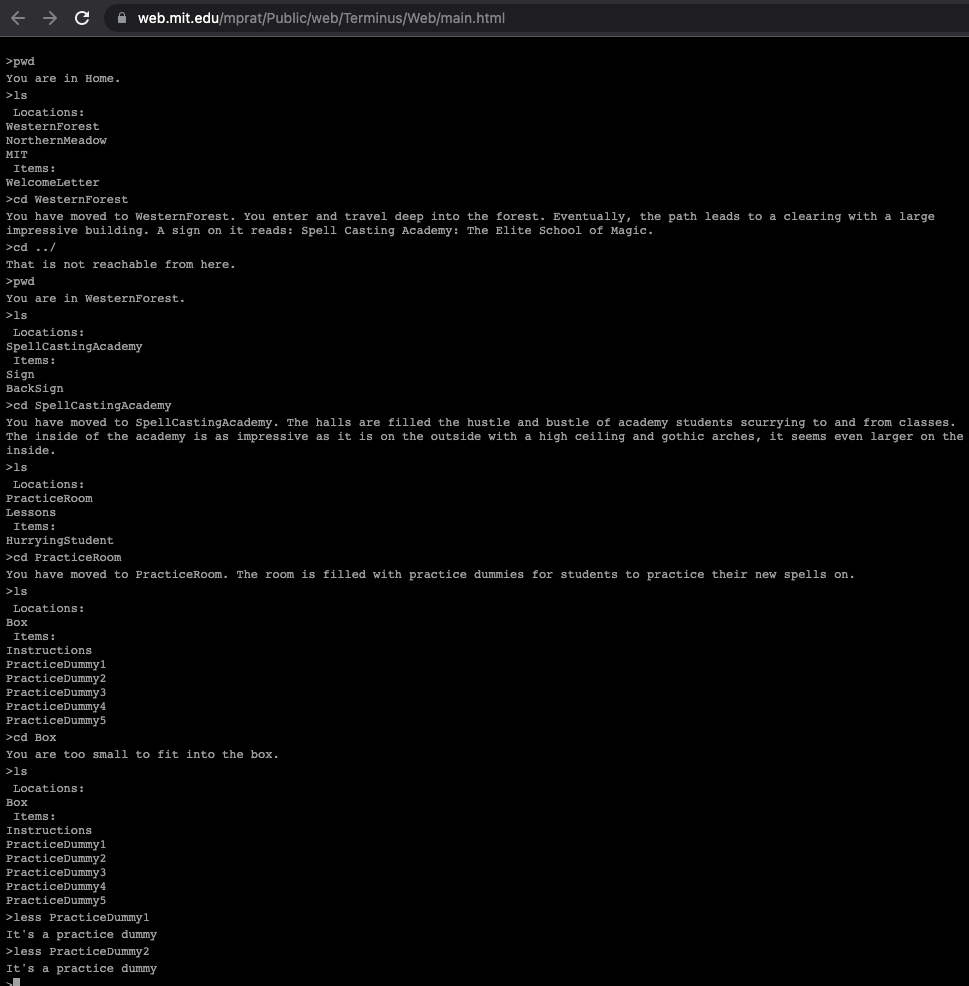 web.mit.edu/mprat/Public/web/Terminus/Web/main.html
>pwd
You are in Home.
>ls
Locations:
WesternForest
NorthernMeadow
MIT
Items:
WelcomeLetter
>cd WesternForest
You have moved to WesternForest. You enter and travel deep into the forest. Eventually, the path leads to a clearing with a large
impressive building. A sign on it reads: Spell Casting Academy: The Elite School of Magic.
>cd ../
That is not reachable from here.
>pwd
You are in WesternForest.
>ls
Locations:
SpellCastingAcademy
Items:
Sign
BackSign
>cd SpellCastingAcademy
You have moved to SpellCastingAcademy. The halls are filled the hustle and bustle of academy students scurrying to and from classes.
The inside of the academy is as impressive as it is on the outside with a high ceiling and gothic arches, it seems even larger on the
inside.
>ls
Locations:
PracticeRoom
Lessons
Items:
HurryingStudent
>cd PracticeRoom
You have moved to PracticeRoom. The room is filled with practice dummies for students to practice their new spells on.
>ls
Locations:
Box
Items:
Instructions
PracticeDummy1
PracticeDummy2
PracticeDummy3
PracticeDummy4
PracticeDummy5
>cd Box
You are too small to fit into the box.
>ls
Locations:
Box
Items:
Instructions
PracticeDummy1
PracticeDummy2
PracticeDummy3
PracticeDummy4
PracticeDummy5
>less PracticeDummy1
It's a practice dummy
>less PracticeDummy2
It's a practice dummy
>